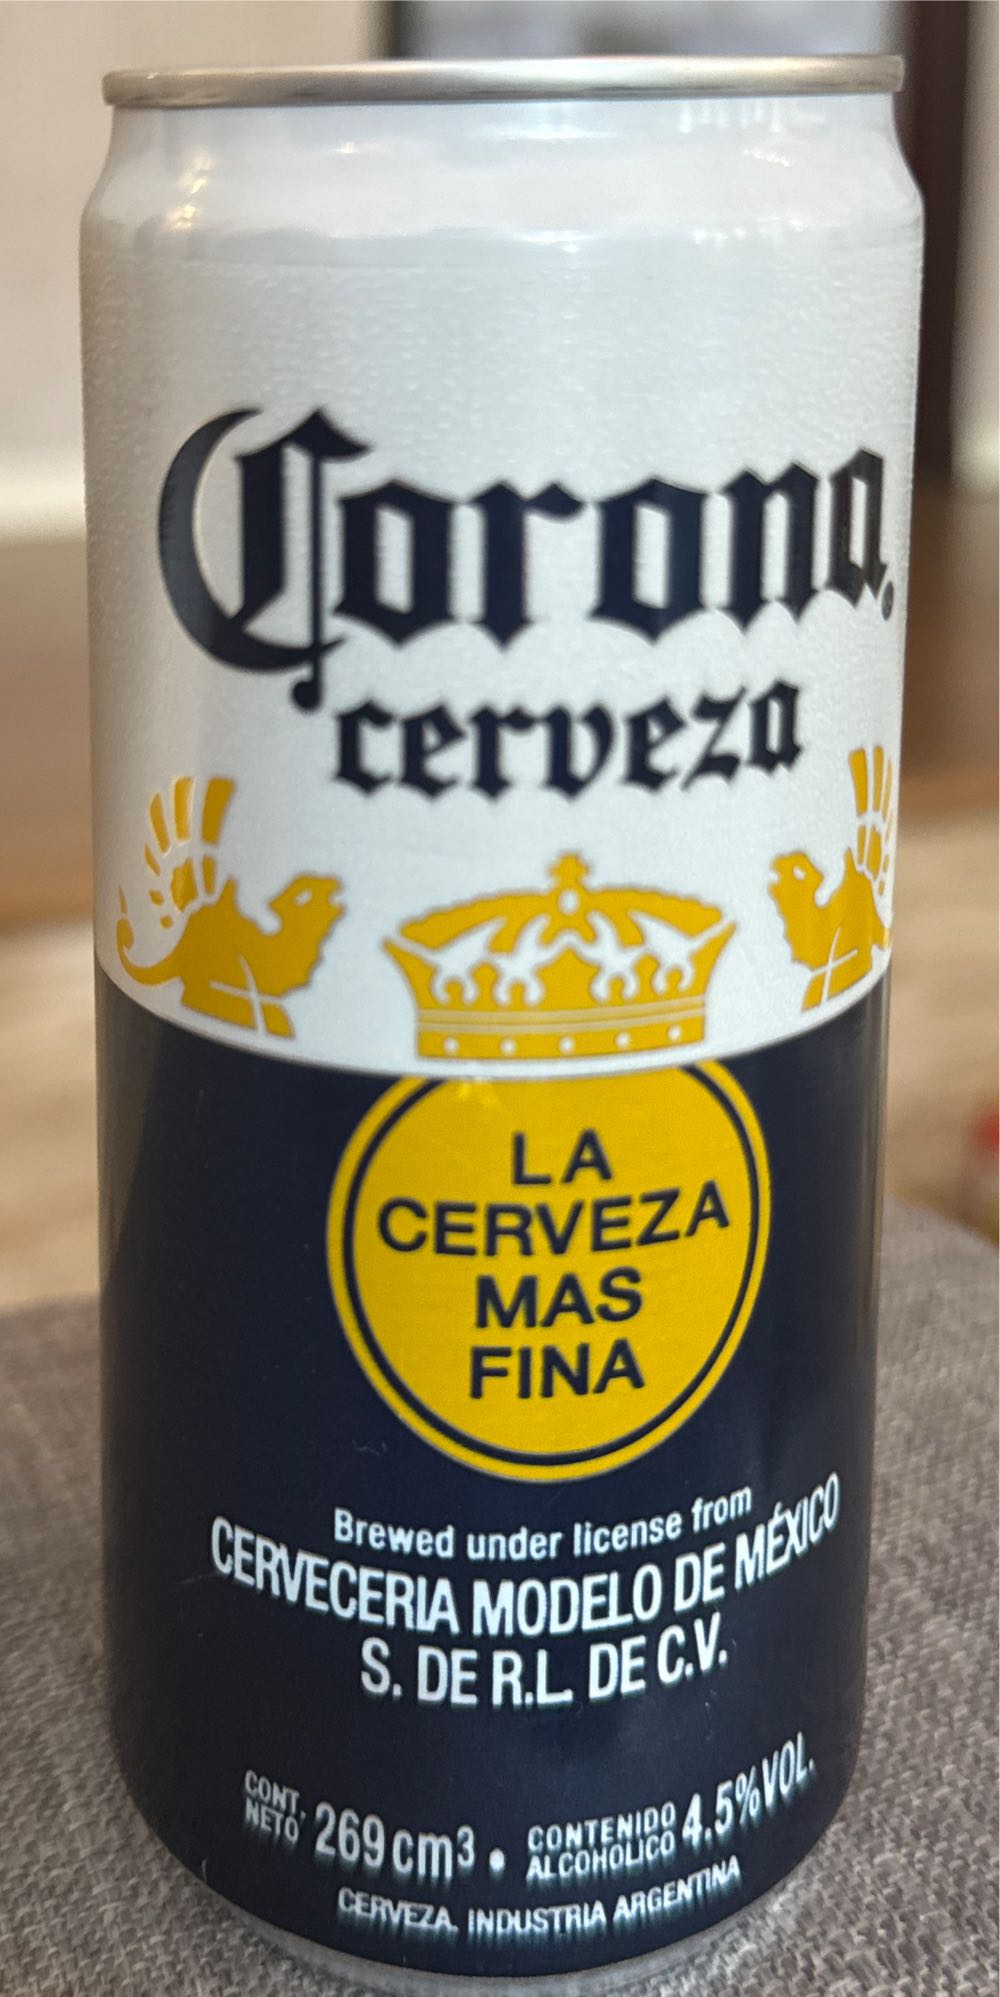 Corona
cerveza
LA
CERVEZA
MAS
FINA
Brewed under license from
CERVECERIA MODELO DE MÉXICO
S. DE R.L. DE C.V.
CONT. NETO 269 cm³ • CONTENIDO ALCOHOLICO 4.5% VOL.
CERVEZA. INDUSTRIA ARGENTINA